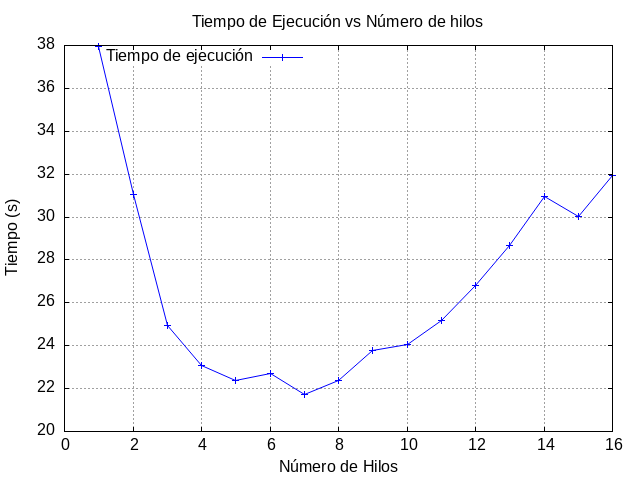 Tiempo de Ejecución vs Número de hilos
Tiempo de ejecución
38
36
34
32
30
28
26
24
22
20
Tiempo (s)
0 2 4 6 8 10 12 14 16
Número de Hilos